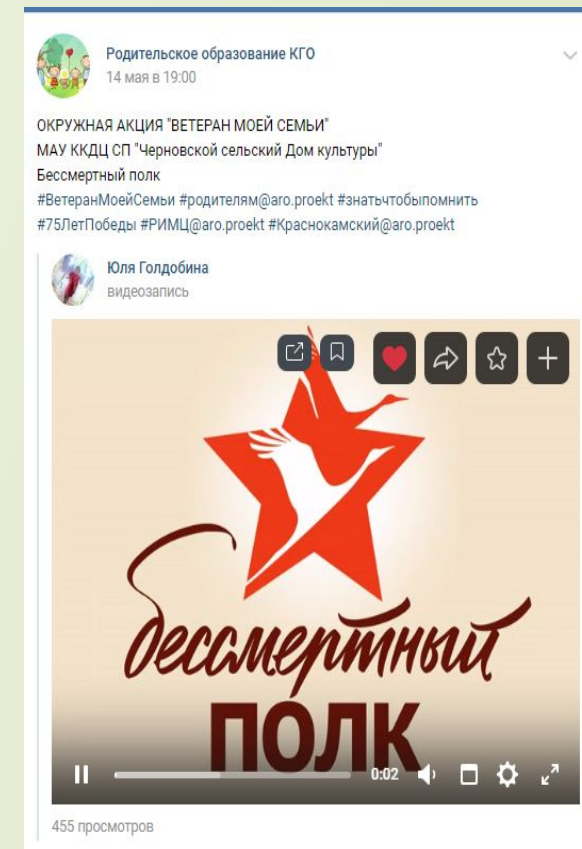 Родительское образование КГО
14 мая в 19:00
ОКРУЖНАЯ АКЦИЯ "ВЕТЕРАН МОЕЙ СЕМЬИ"
МАУ ККДЦ СП "Черновской сельский Дом культуры"
Бессмертный полк
#ВетеранМоейСемьи #родителям@aro.proekt #знатьчтобыпомнить
#75ЛетПобеды #РИМЦ@aro.proekt #Краснокамский@aro.proekt
Юля Голдобина
видеозапись
бессмертный
ПОЛК
0:02
455 просмотров